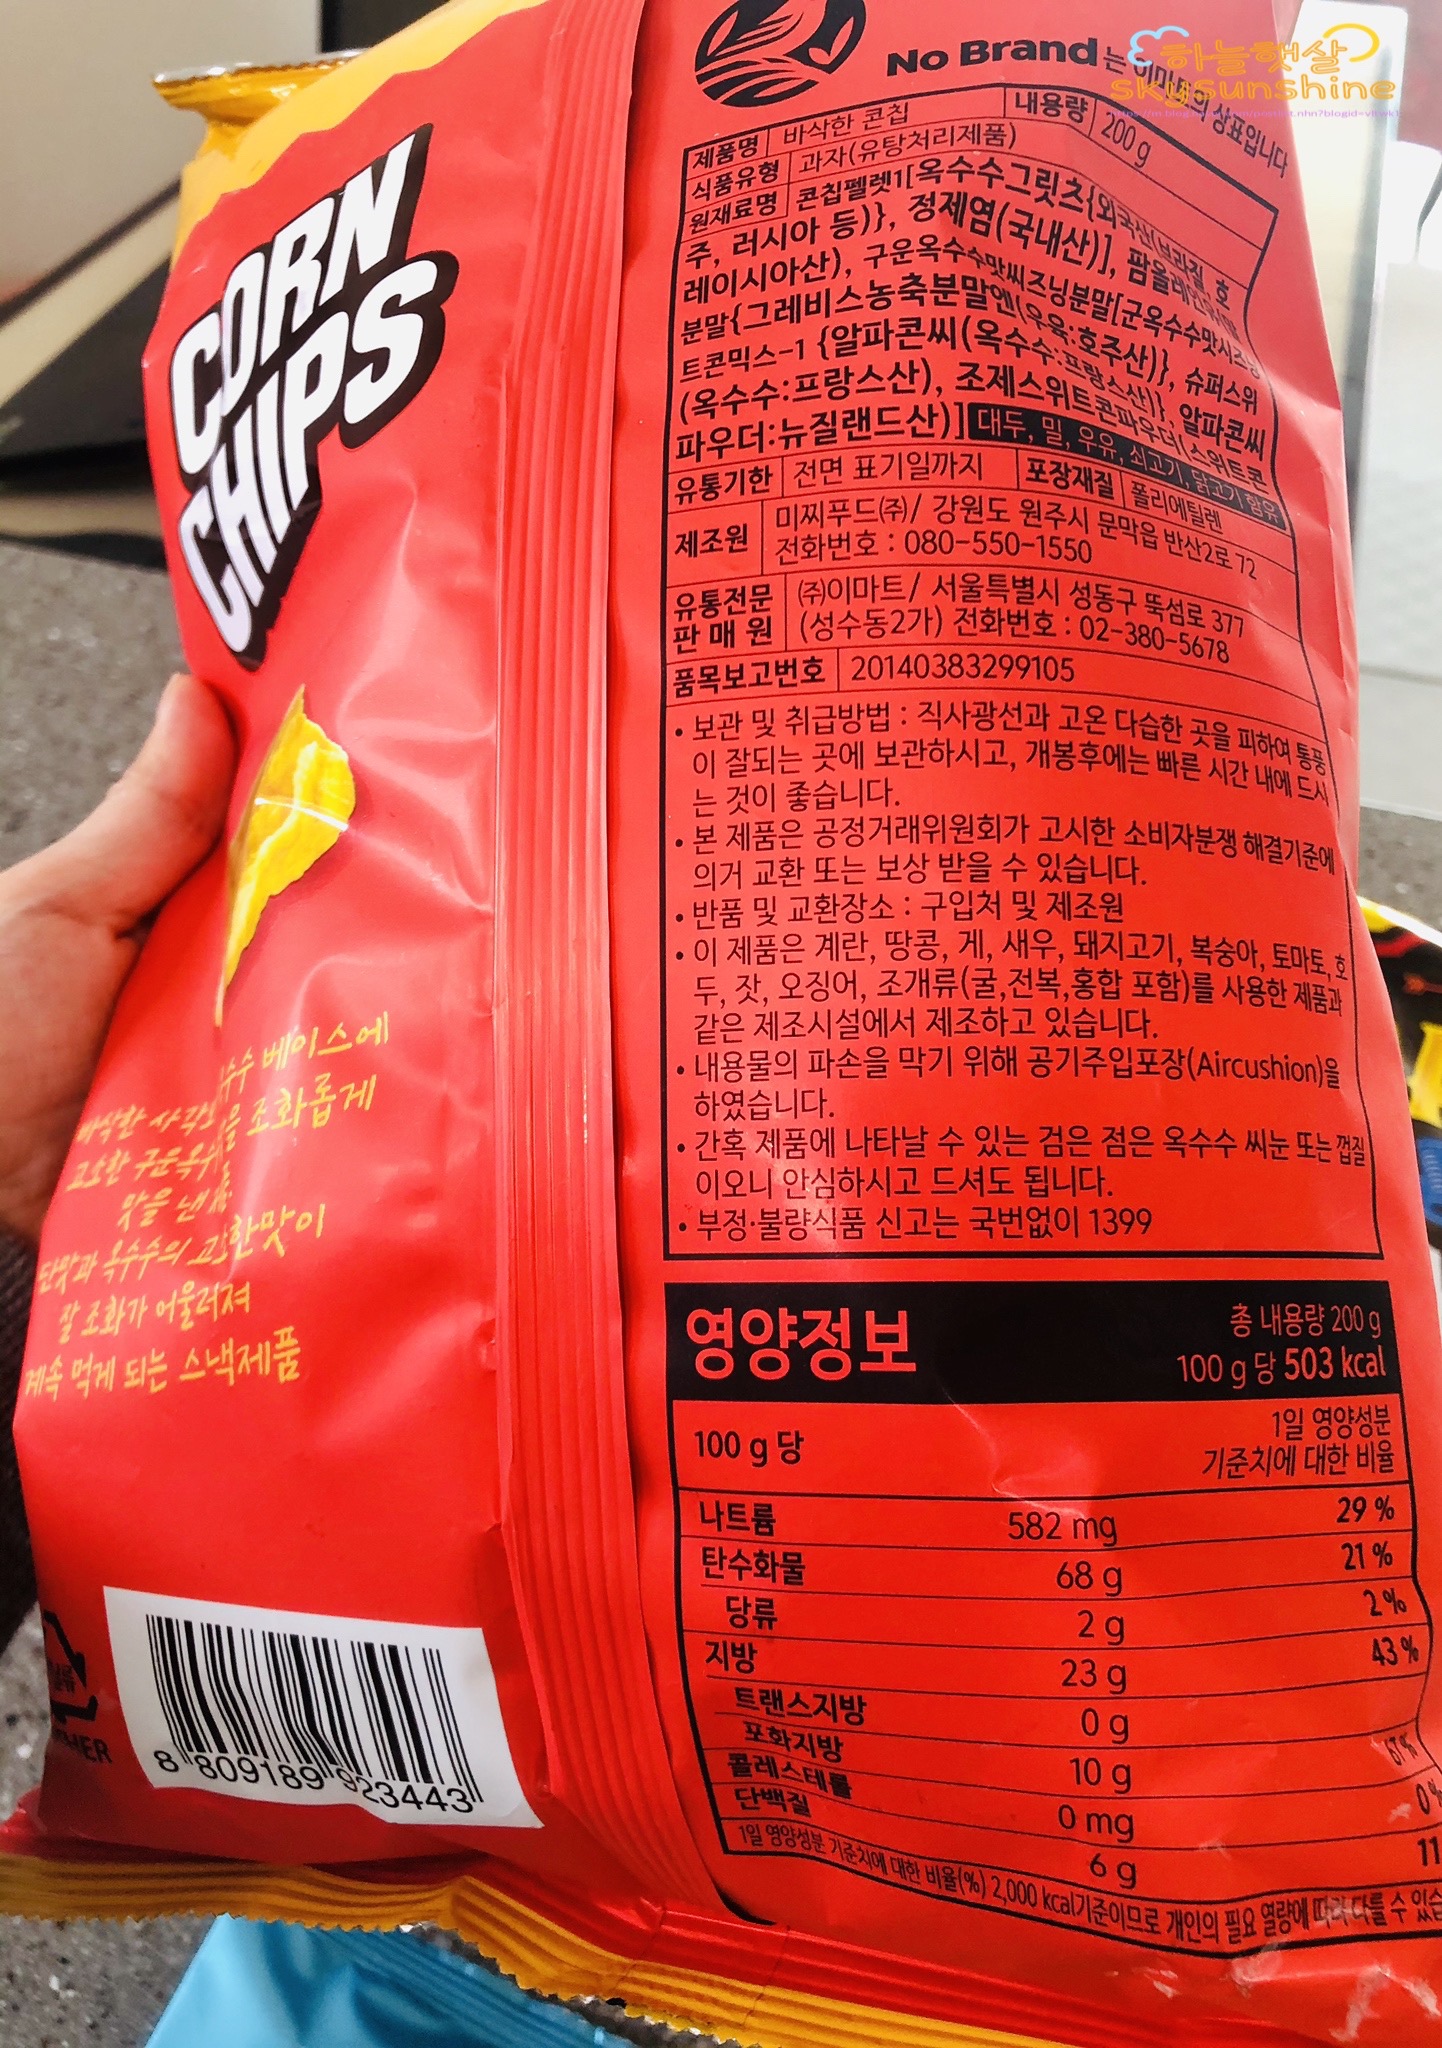 CORN
CHIPS
수수 베이스에
바삭한 사각
고소한 구운옥수 을 조화롭게
맛을 낸
단맛과 옥수수의 고소한맛이
잘 조화가 어울러져
계속 먹게 되는 스낵제품
HER
8 809189 923443
하늘햇살
skysunshine
No Brand는 이마트의 상표입니다
제품명 바삭한 콘칩 내용량 200 g
식품유형 과자(유탕처리제품)
원재료명 콘칩펠렛1[옥수수그릿츠{외국산(브라질, 호
주, 러시아 등)}, 정제염(국내산)], 팜올레인유(말
레이시아산), 구운옥수수맛씨즈닝분말[군옥수수맛시즈닝
분말{그레비스농축분말엔(우육:호주산)}, 슈퍼스위
트콘믹스-1 {알파콘씨(옥수수:프랑스산)}, 알파콘씨
(옥수수:프랑스산), 조제스위트콘파우더(스위트콘
파우더:뉴질랜드산)] 대두, 밀, 우유, 쇠고기, 닭고기 함유
유통기한 전면 표기일까지 포장재질 폴리에틸렌
제조원 미찌푸드(주)/ 강원도 원주시 문막읍 반산2로 72
전화번호 : 080-550-1550
유통전문 판매원 (주)이마트/ 서울특별시 성동구 뚝섬로 377
(성수동2가) 전화번호 : 02-380-5678
품목보고번호 20140383299105
• 보관 및 취급방법 : 직사광선과 고온 다습한 곳을 피하여 통풍
이 잘되는 곳에 보관하시고, 개봉후에는 빠른 시간 내에 드시
는 것이 좋습니다.
• 본 제품은 공정거래위원회가 고시한 소비자분쟁 해결기준에
의거 교환 또는 보상 받을 수 있습니다.
• 반품 및 교환장소 : 구입처 및 제조원
• 이 제품은 계란, 땅콩, 게, 새우, 돼지고기, 복숭아, 토마토, 호
두, 잣, 오징어, 조개류(굴,전복,홍합 포함)를 사용한 제품과
같은 제조시설에서 제조하고 있습니다.
• 내용물의 파손을 막기 위해 공기주입포장(Aircushion)을
하였습니다.
• 간혹 제품에 나타날 수 있는 검은 점은 옥수수 씨눈 또는 껍질
이오니 안심하시고 드셔도 됩니다.
• 부정·불량식품 신고는 국번없이 1399
영양정보
총 내용량 200 g
100 g 당 503 kcal
100 g 당
1일 영양성분
기준치에 대한 비율
나트륨 582 mg 29 %
탄수화물 68 g 21 %
당류 2 g 2 %
지방 23 g 43 %
트랜스지방 0 g
포화지방 10 g 67 %
콜레스테롤 0 mg 0 %
단백질 6 g 11
1일 영양성분 기준치에 대한 비율(%) 2,000 kcal기준이므로 개인의 필요 열량에 따라 다를 수 있습